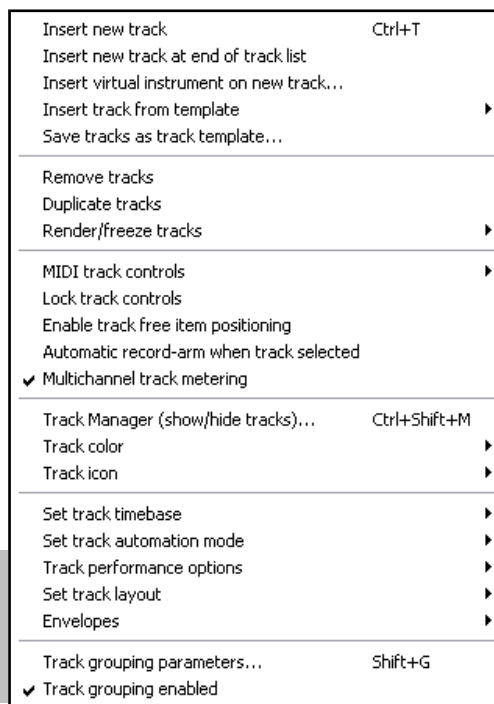 Insert new track Ctrl+T
Insert new track at end of track list
Insert virtual instrument on new track...
Insert track from template
Save tracks as track template...
Remove tracks
Duplicate tracks
Render/freeze tracks
MIDI track controls
Lock track controls
Enable track free item positioning
Automatic record-arm when track selected
Multichannel track metering
Track Manager (show/hide tracks)... Ctrl+Shift+M
Track color
Track icon
Set track timebase
Set track automation mode
Track performance options
Set track layout
Envelopes
Track grouping parameters... Shift+G
Track grouping enabled